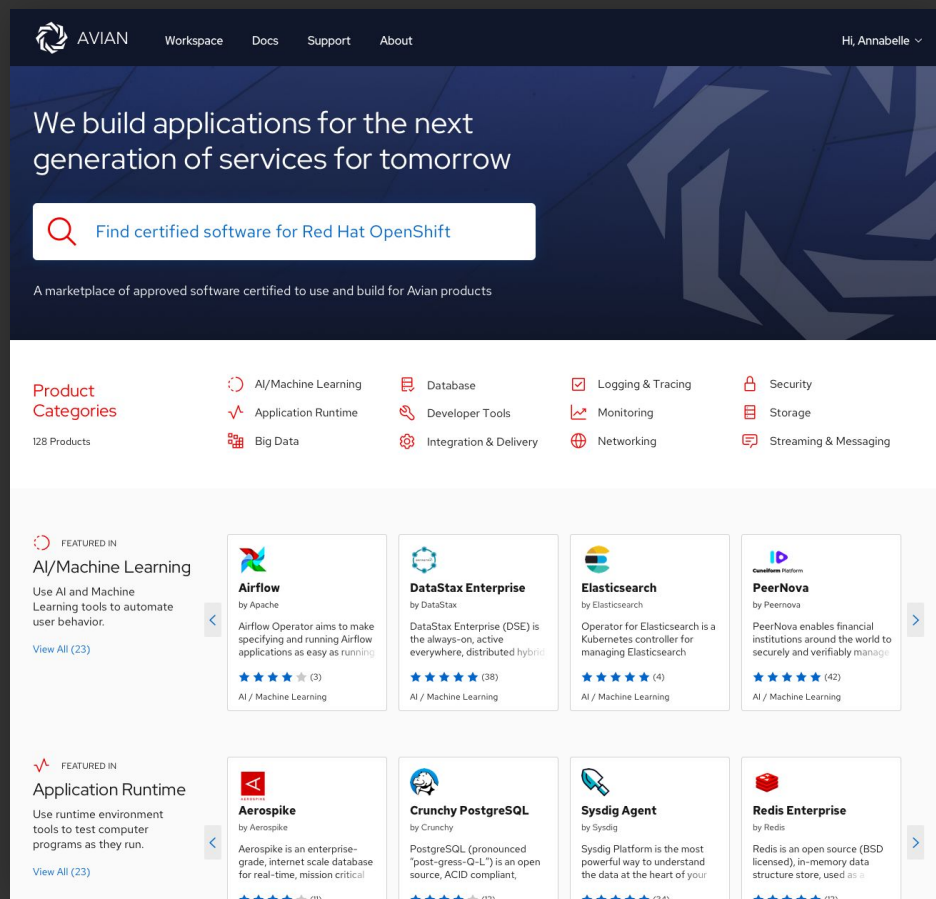 AVIAN
Workspace Docs Support About
Hi, Annabelle
We build applications for the next
generation of services for tomorrow
Find certified software for Red Hat OpenShift
A marketplace of approved software certified to use and build for Avian products
Product
Categories
128 Products
AI/Machine Learning
Application Runtime
Big Data
Database
Developer Tools
Integration & Delivery
Logging & Tracing
Monitoring
Networking
Security
Storage
Streaming & Messaging
FEATURED IN
AI/Machine Learning
Use AI and Machine
Learning tools to automate
user behavior.
View All (23)
Airflow
by Apache
Airflow Operator aims to make
specifying and running Airflow
applications as easy as running
(3)
AI / Machine Learning
DataStax Enterprise
by DataStax
DataStax Enterprise (DSE) is
the always-on, active
everywhere, distributed hybrid
(38)
AI / Machine Learning
Elasticsearch
by Elasticsearch
Operator for Elasticsearch is a
Kubernetes controller for
managing Elasticsearch
(4)
AI / Machine Learning
Cuneiform Platform
PeerNova
by Peernova
PeerNova enables financial
institutions around the world to
securely and verifiably manage
(42)
AI / Machine Learning
FEATURED IN
Application Runtime
Use runtime environment
tools to test computer
programs as they run.
View All (23)
AEROSPIKE
Aerospike
by Aerospike
Aerospike is an enterprise-
grade, internet scale database
for real-time, mission critical
Crunchy PostgreSQL
by Crunchy
PostgreSQL (pronounced
"post-gress-Q-L") is an open
source, ACID compliant,
Sysdig Agent
by Sysdig
Sysdig Platform is the most
powerful way to understand
the data at the heart of your
Redis Enterprise
by Redis
Redis is an open source (BSD
licensed), in-memory data
structure store, used as a